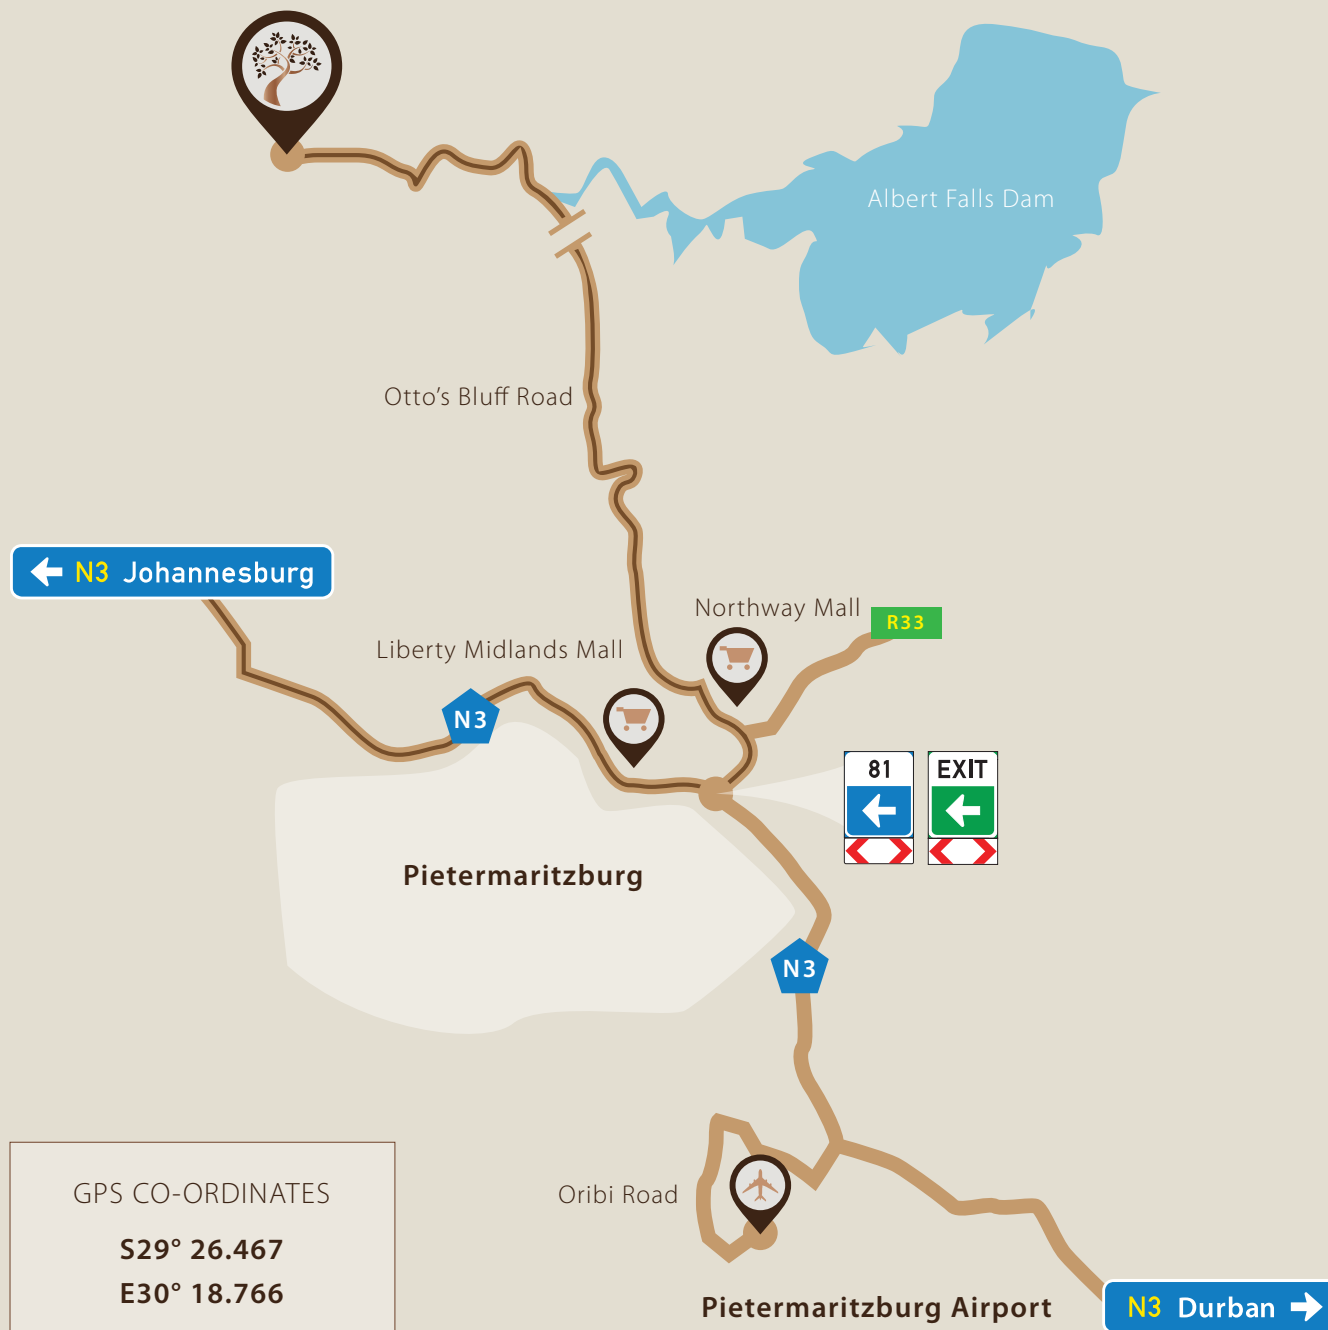 Albert Falls Dam
Otto’s Bluff Road
N3 Johannesburg
Northway Mall
R33
Liberty Midlands Mall
N3
81
EXIT
Pietermaritzburg
N3
GPS CO-ORDINATES
S29° 26.467
E30° 18.766
Oribi Road
Pietermaritzburg Airport
N3 Durban